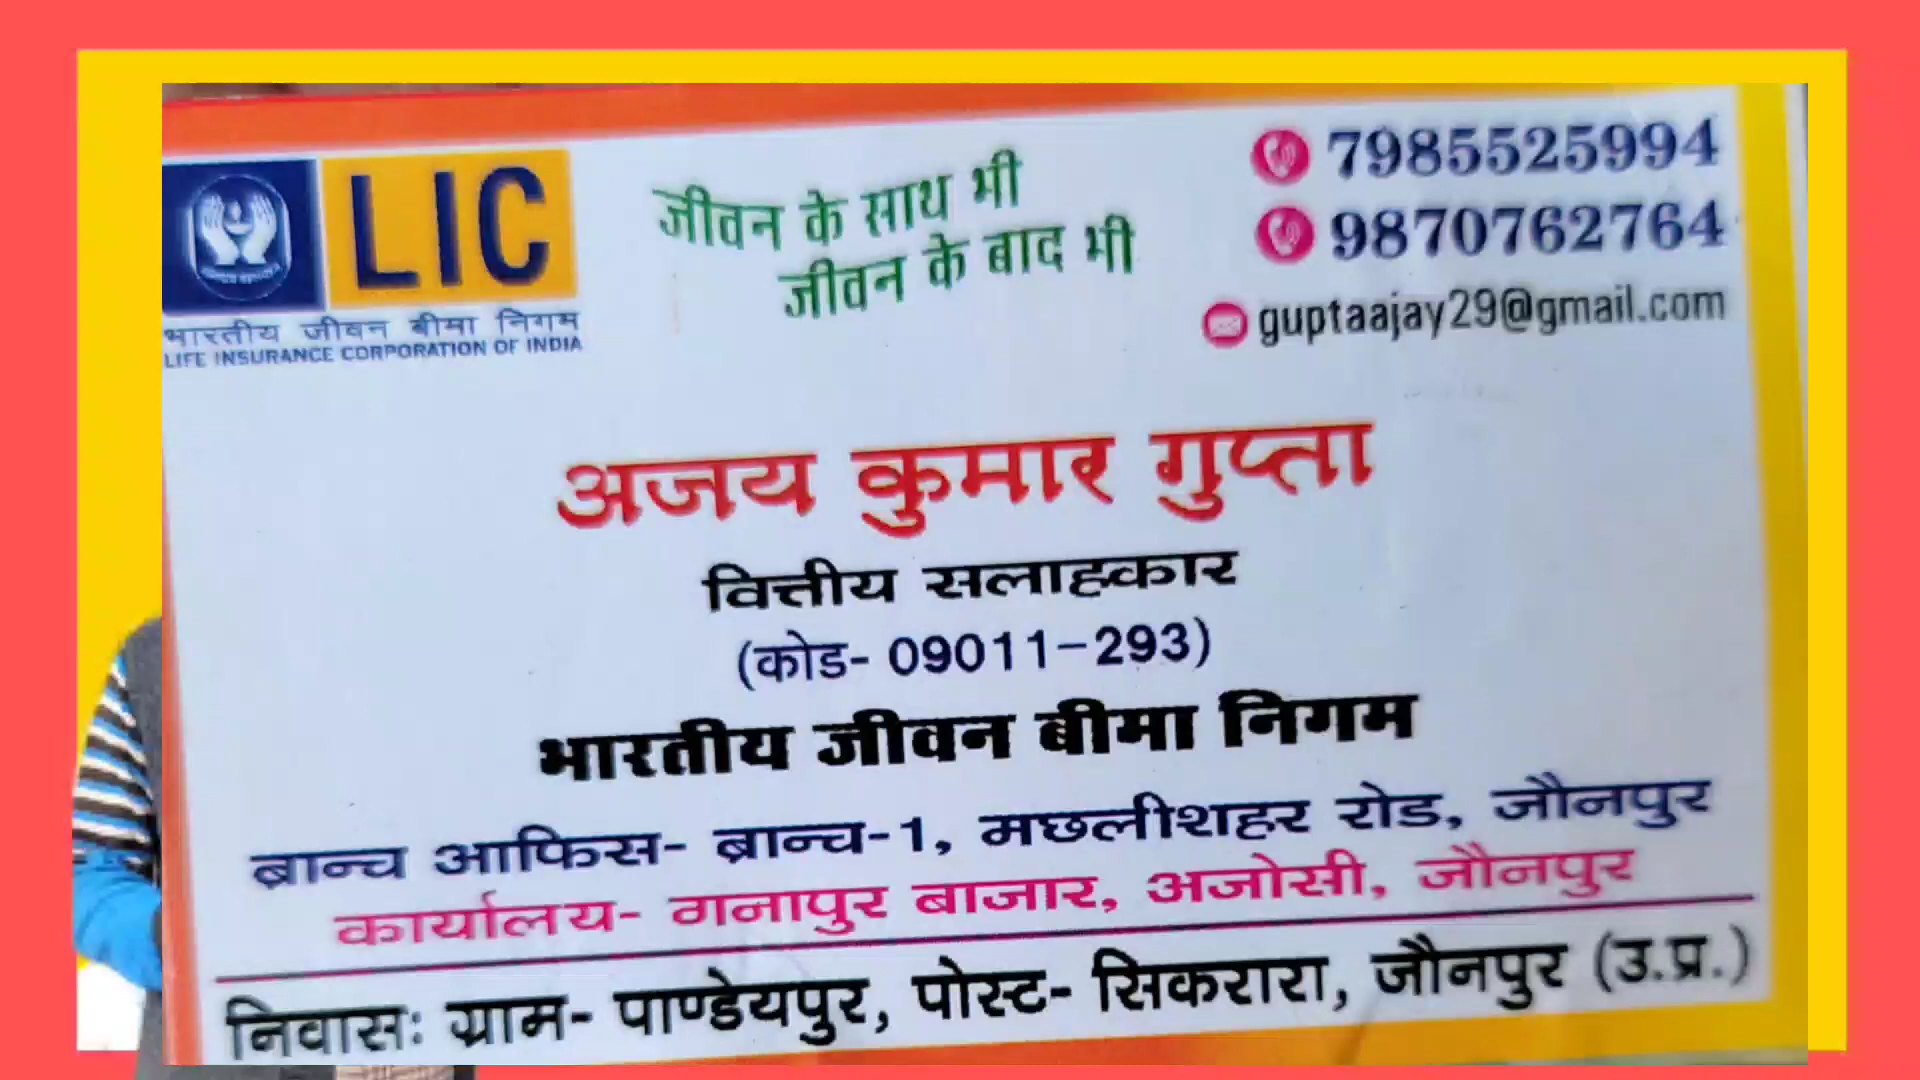 LIC
भारतीय जीवन बीमा निगम
LIFE INSURANCE CORPORATION OF INDIA
जीवन के साथ भी
जीवन के बाद भी
7985525994
9870762764
guptaajay29@gmail.com
अजय कुमार गुप्ता
वित्तीय सलाहकार
(कोड- 09011-293)
भारतीय जीवन बीमा निगम
ब्रान्च आफिस- ब्रान्च-1, मछलीशहर रोड, जौनपुर
कार्यालय- गनापुर बाजार, अजोसी, जौनपुर
निवासः ग्राम- पाण्डेयपुर, पोस्ट- सिकरारा, जौनपुर (उ.प्र.)